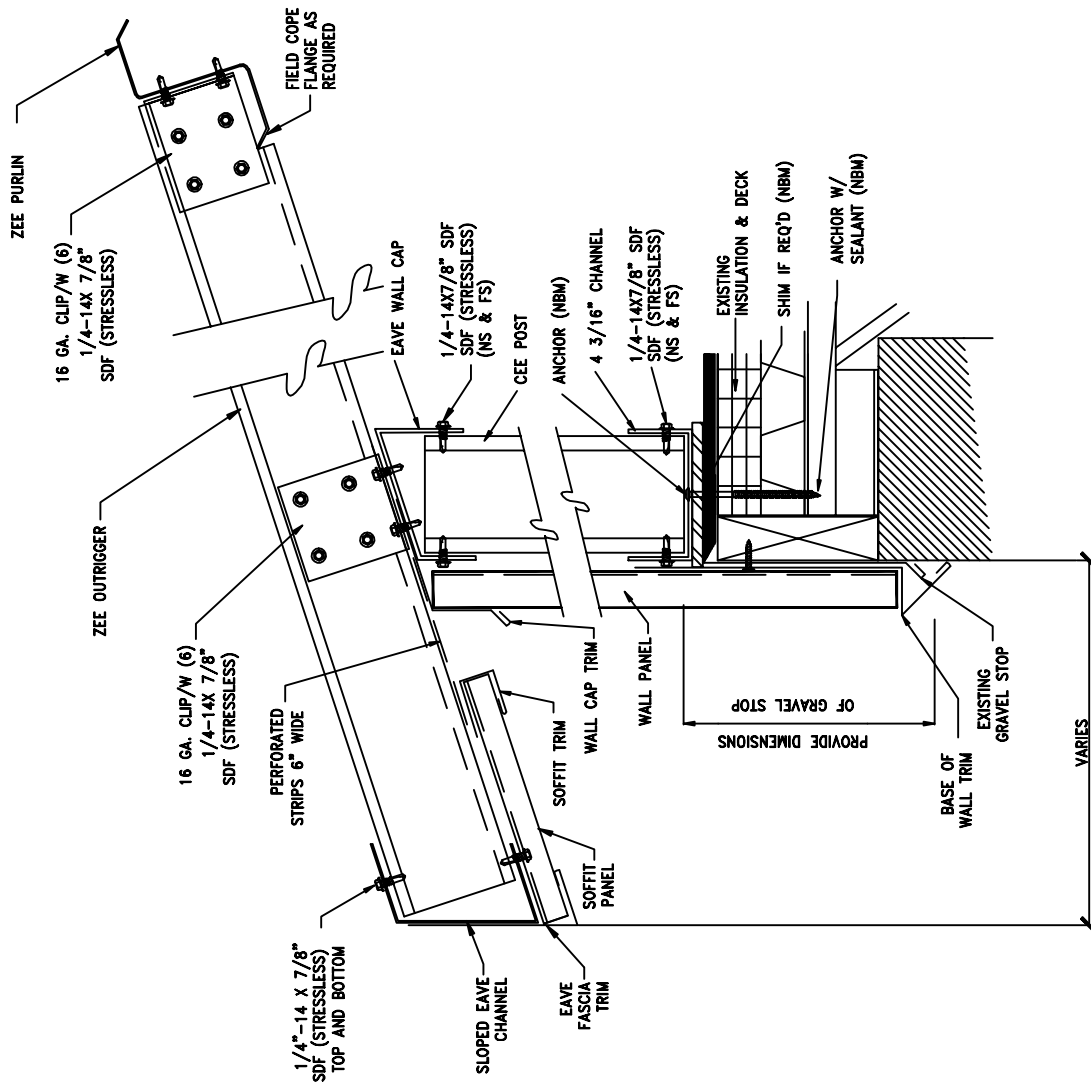 ZEE PURLIN
16 GA. CLIP/W (6)
1/4-14X 7/8"
SDF (STRESSLESS)
FIELD COPE
FLANGE AS
REQUIRED
ZEE OUTRIGGER
EAVE WALL CAP
1/4-14X7/8" SDF
SDF (STRESSLESS)
(NS & FS)
CEE POST
ANCHOR (NBM)
4 3/16" CHANNEL
1/4-14X7/8" SDF
SDF (STRESSLESS)
(NS & FS)
EXISTING
INSULATION & DECK
SHIM IF REQ'D (NBM)
ANCHOR W/
SEALANT (NBM)
16 GA. CLIP/W (6)
1/4-14X 7/8"
SDF (STRESSLESS)
PERFORATED
STRIPS 6" WIDE
SOFFIT TRIM
WALL CAP TRIM
WALL PANEL
PROVIDE DIMENSIONS
OF GRAVEL STOP
EXISTING
GRAVEL STOP
BASE OF
WALL TRIM
VARIES
1/4"-14 X 7/8"
SDF (STRESSLESS)
TOP AND BOTTOM
SLOPED EAVE
CHANNEL
EAVE
FASCIA
TRIM
SOFFIT
PANEL